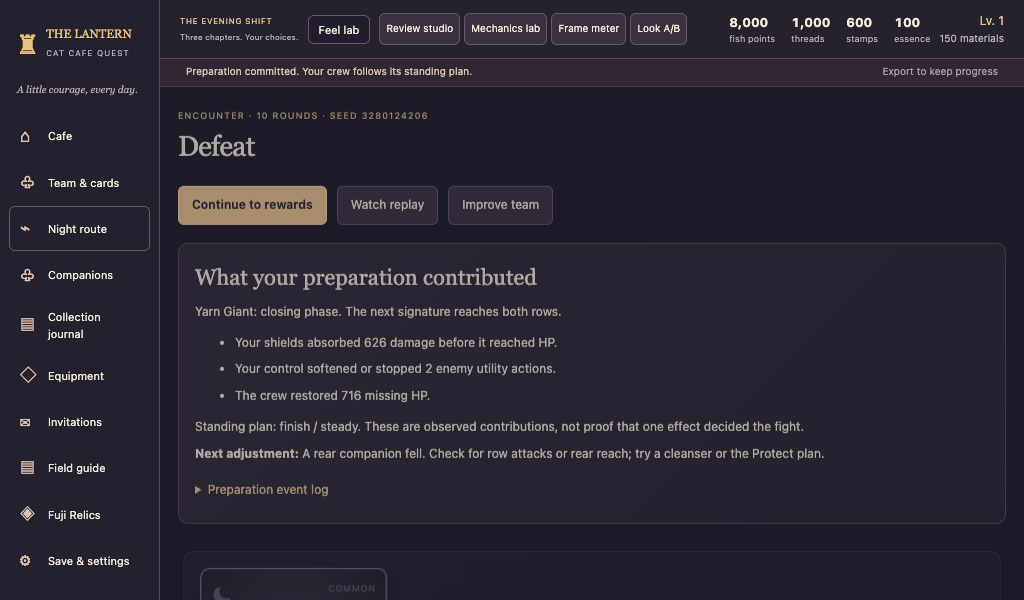 THE LANTERN
CAT CAFE QUEST
A little courage, every day.
Cafe
Team & cards
Night route
Companions
Collection
journal
Equipment
Invitations
Field guide
Fuji Relics
Save & settings
THE EVENING SHIFT
Three chapters. Your choices.
Feel lab
Review studio
Mechanics lab
Frame meter
Look A/B
8,000
fish points
1,000
threads
600
stamps
100
essence
Lv. 1
150 materials
Preparation committed. Your crew follows its standing plan.
Export to keep progress
ENCOUNTER · 10 ROUNDS · SEED 3280124206
Defeat
Continue to rewards
Watch replay
Improve team
What your preparation contributed
Yarn Giant: closing phase. The next signature reaches both rows.
• Your shields absorbed 626 damage before it reached HP.
• Your control softened or stopped 2 enemy utility actions.
• The crew restored 716 missing HP.
Standing plan: finish / steady. These are observed contributions, not proof that one effect decided the fight.
Next adjustment: A rear companion fell. Check for row attacks or rear reach; try a cleanser or the Protect plan.
Preparation event log
COMMON